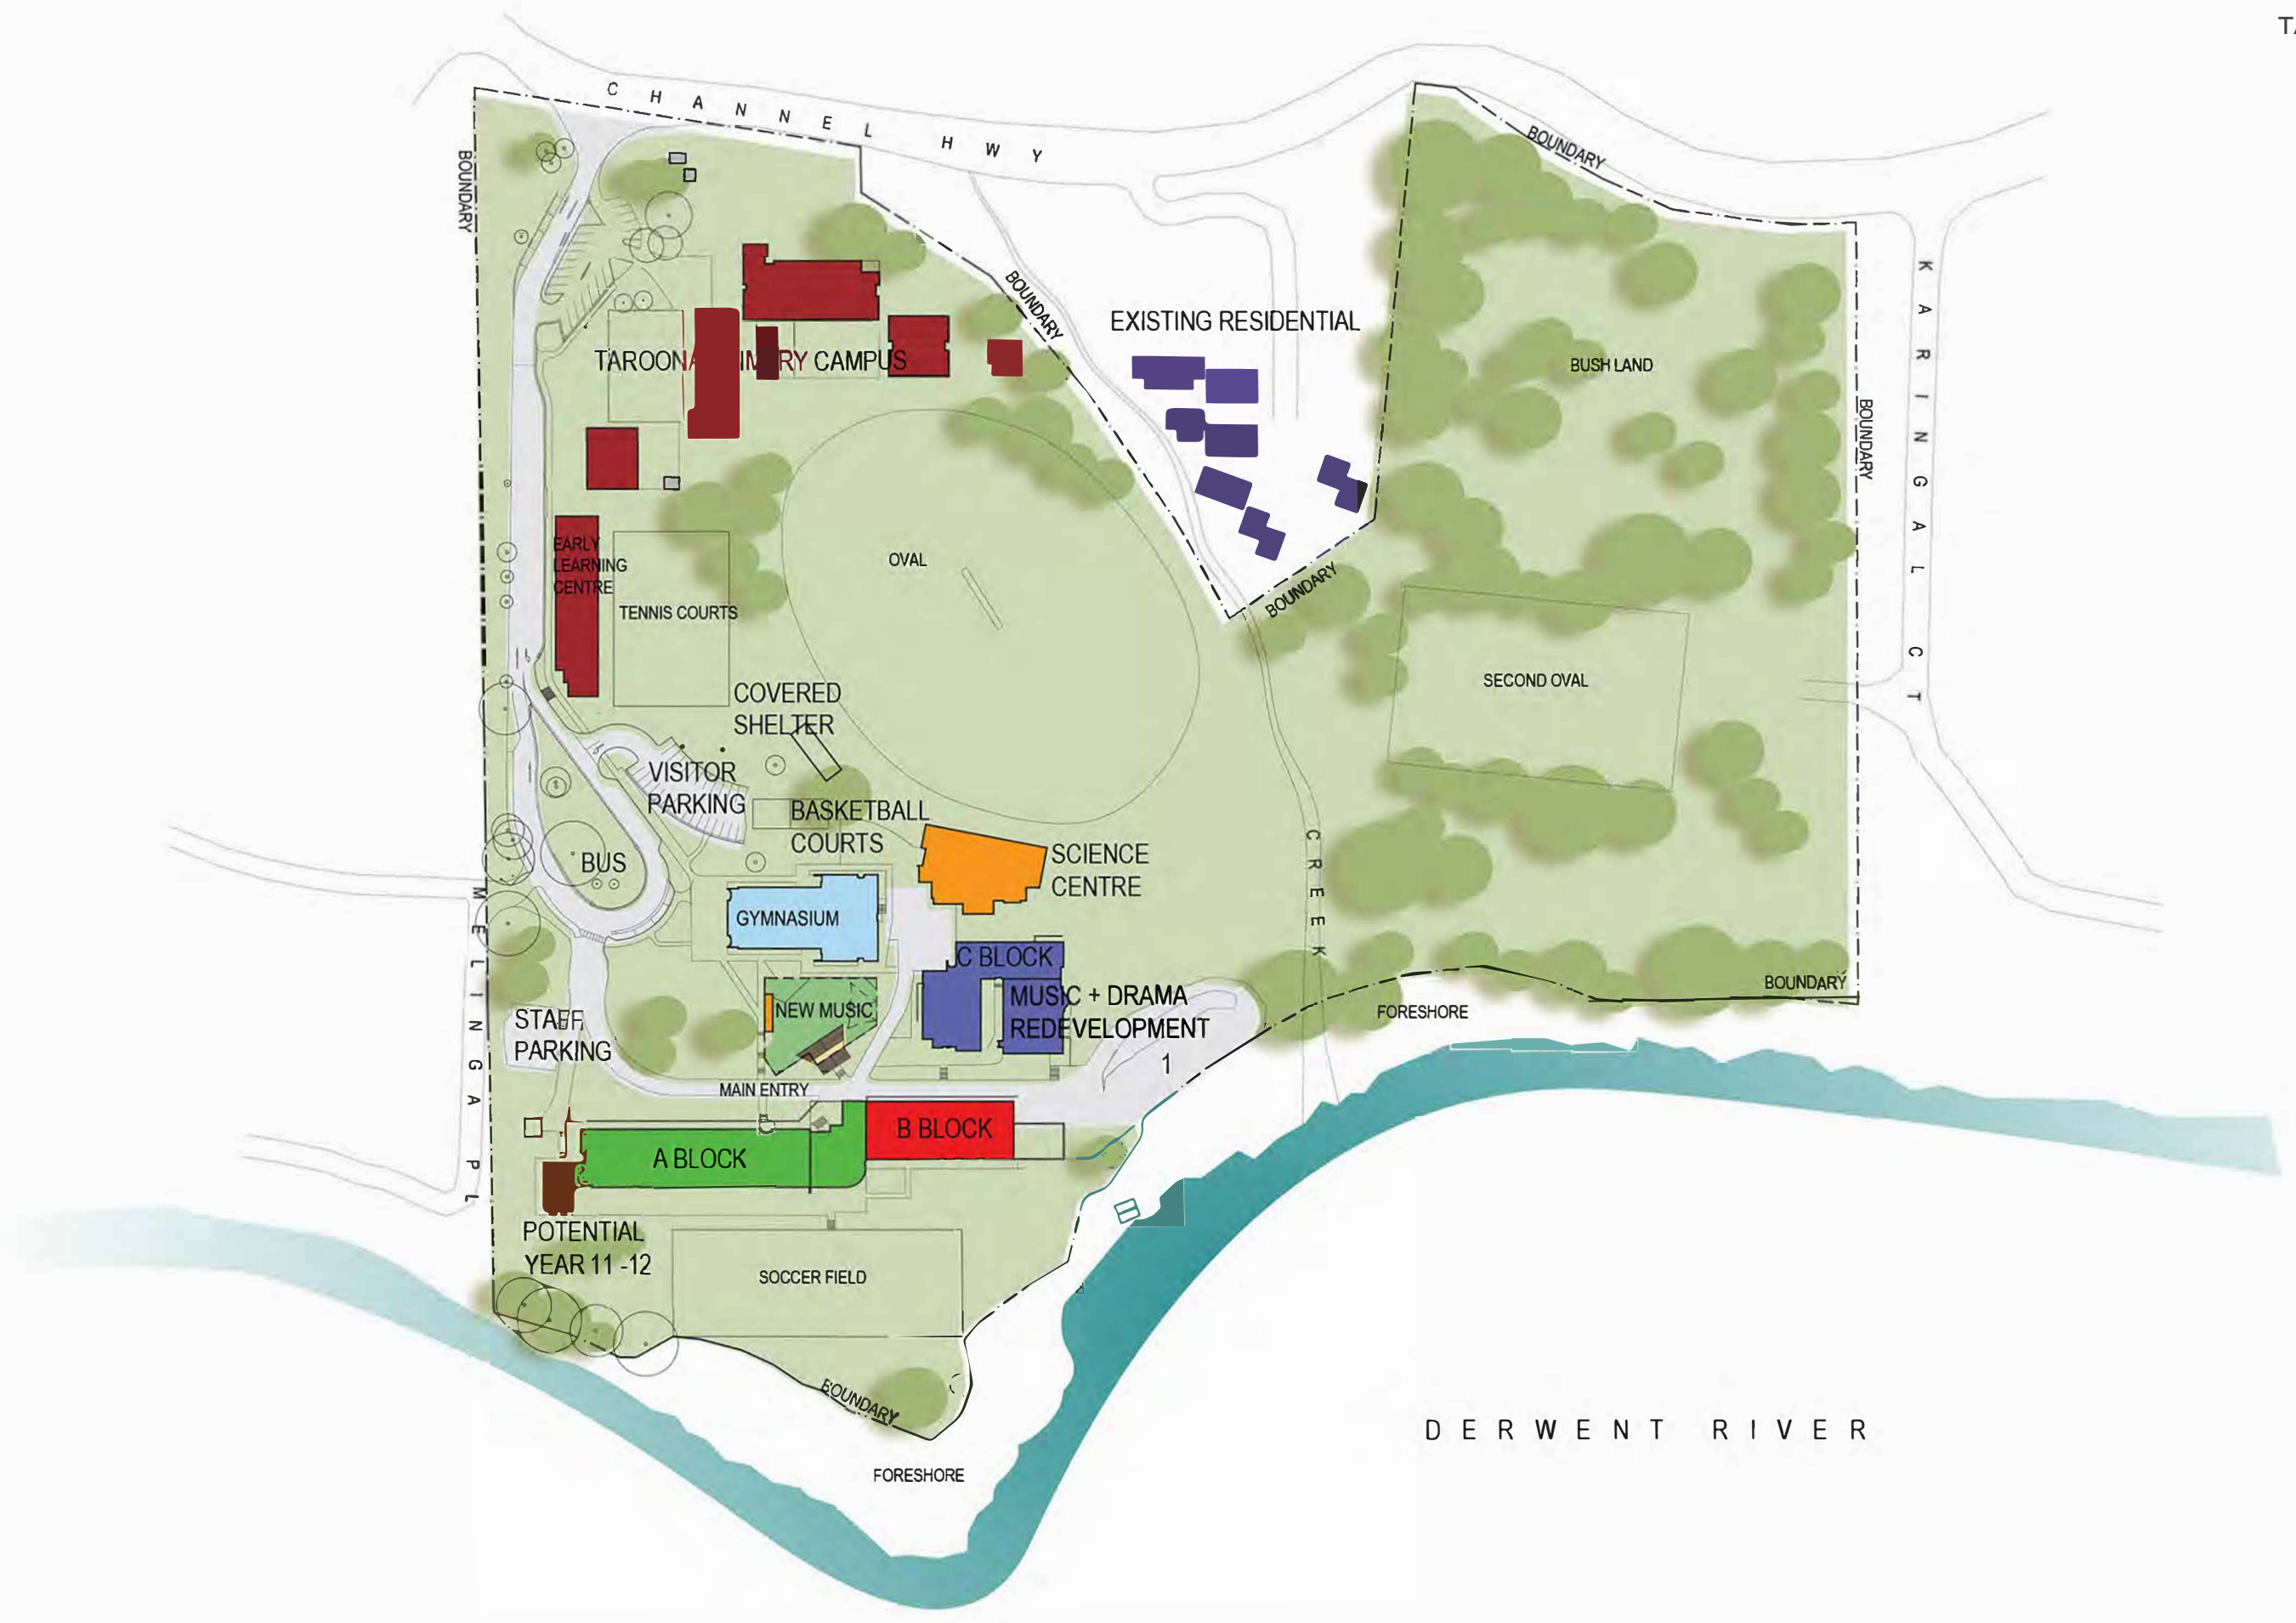 CHANNEL HWY
BOUNDARY
BOUNDARY
BOUNDARY
KARINGAL CT
EXISTING RESIDENTIAL
BUSH LAND
TAROONA PRIMARY CAMPUS
BOUNDARY
EARLY
LEARNING
CENTRE
OVAL
TENNIS COURTS
BOUNDARY
SECOND OVAL
COVERED
SHELTER
VISITOR
PARKING
BASKETBALL
COURTS
BUS
SCIENCE
CENTRE
CREEK
GYMNASIUM
MELINGA PL
C BLOCK
BOUNDARY
MUSIC + DRAMA
REDEVELOPMENT
1
NEW MUSIC
FORESHORE
STAFF
PARKING
MAIN ENTRY
B BLOCK
A BLOCK
POTENTIAL
YEAR 11 -12
SOCCER FIELD
BOUNDARY
DERWENT RIVER
FORESHORE